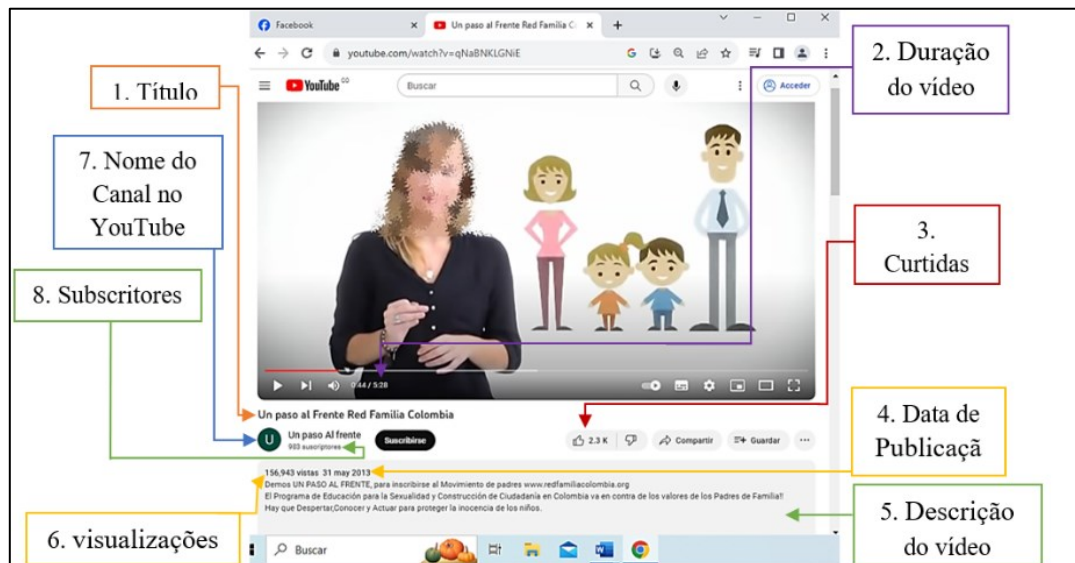 Facebook
Un paso al Frente Red Familia C
youtube.com/watch?v=qNaBNKLGNiE
YouTube CO
Buscar
Acceder
1. Título
2. Duração
do vídeo
7. Nome do
Canal no
YouTube
3.
Curtidas
8. Subscritores
0:44 / 5:28
Un paso al Frente Red Familia Colombia
U
Un paso Al frente
903 suscriptores
Suscribirse
2.3 K
Compartir
Guardar
4. Data de
Publicaçã
156,943 vistas 31 may 2013
Demos UN PASO AL FRENTE, para inscribirse al Movimiento de padres www.redfamiliacolombia.org
El Programa de Educación para la Sexualidad y Construcción de Ciudadanía en Colombia va en contra de los valores de los Padres de Familia!!
Hay que Despertar,Conocer y Actuar para proteger la inocencia de los niños.
5. Descrição
do vídeo
6. visualizações
Buscar